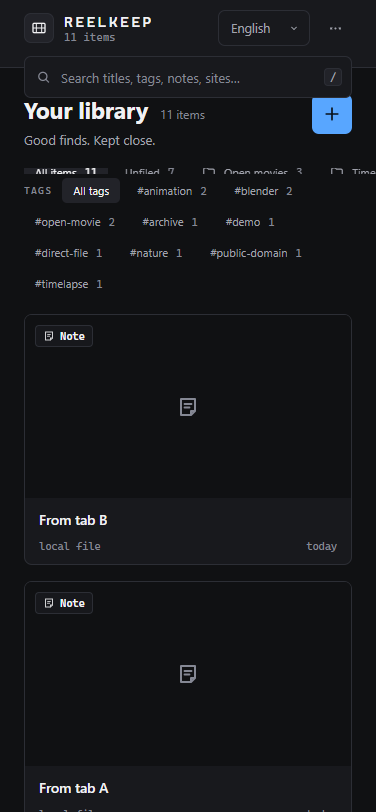 REELKEEP
11 items
English
Search titles, tags, notes, sites...
/
Your library 11 items
Good finds. Kept close.
All items 11 Unfiled 7 Open movies 3
TAGS All tags #animation 2 #blender 2
#open-movie 2 #archive 1 #demo 1
#direct-file 1 #nature 1 #public-domain 1
#timelapse 1
Note
From tab B
local file today
Note
From tab A